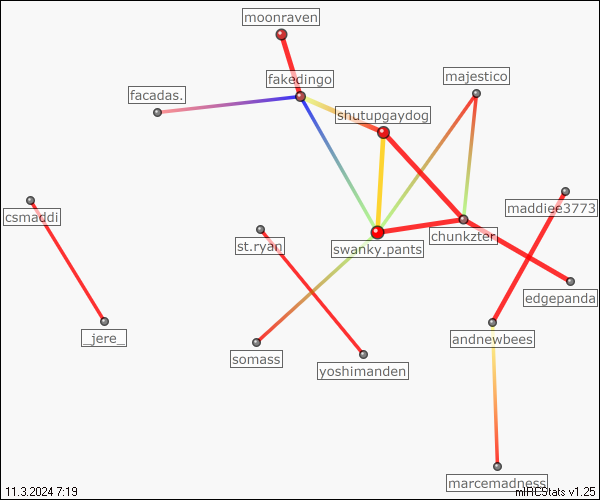 moonraven
fakedingo
majestico
facadas.
shutupgaydog
csmaddi
maddiee3773
st.ryan
swanky.pants
chunkzter
edgepanda
_jere_
andnewbees
somass
yoshimanden
marcemadness
11.3.2024 7:19
mIRCStats v1.25